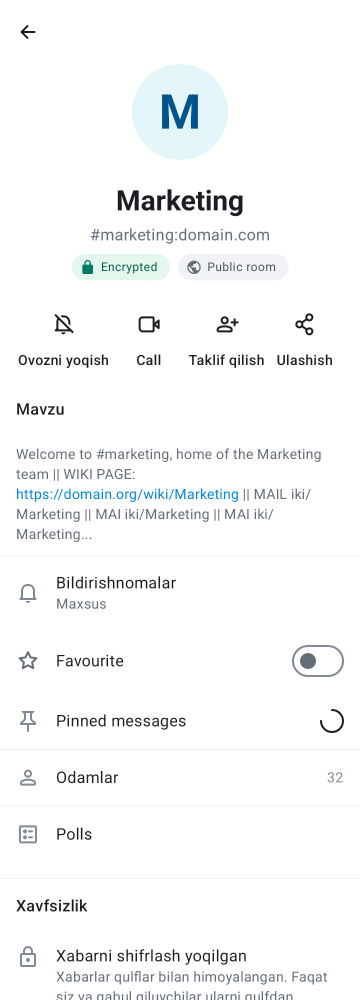 M
Marketing
#marketing:domain.com
Encrypted
Public room
Ovozni yoqish
Call
Taklif qilish
Ulashish
Mavzu
Welcome to #marketing, home of the Marketing
team || WIKI PAGE:
https://domain.org/wiki/Marketing || MAIL iki/
Marketing || MAI iki/Marketing || MAI iki/
Marketing...
Bildirishnomalar
Maxsus
Favourite
Pinned messages
Odamlar
32
Polls
Xavfsizlik
Xabarni shifrlash yoqilgan
Xabarlar qulflar bilan himoyalangan. Faqat
siz va qabul qiluvchilar ularni qulfdan